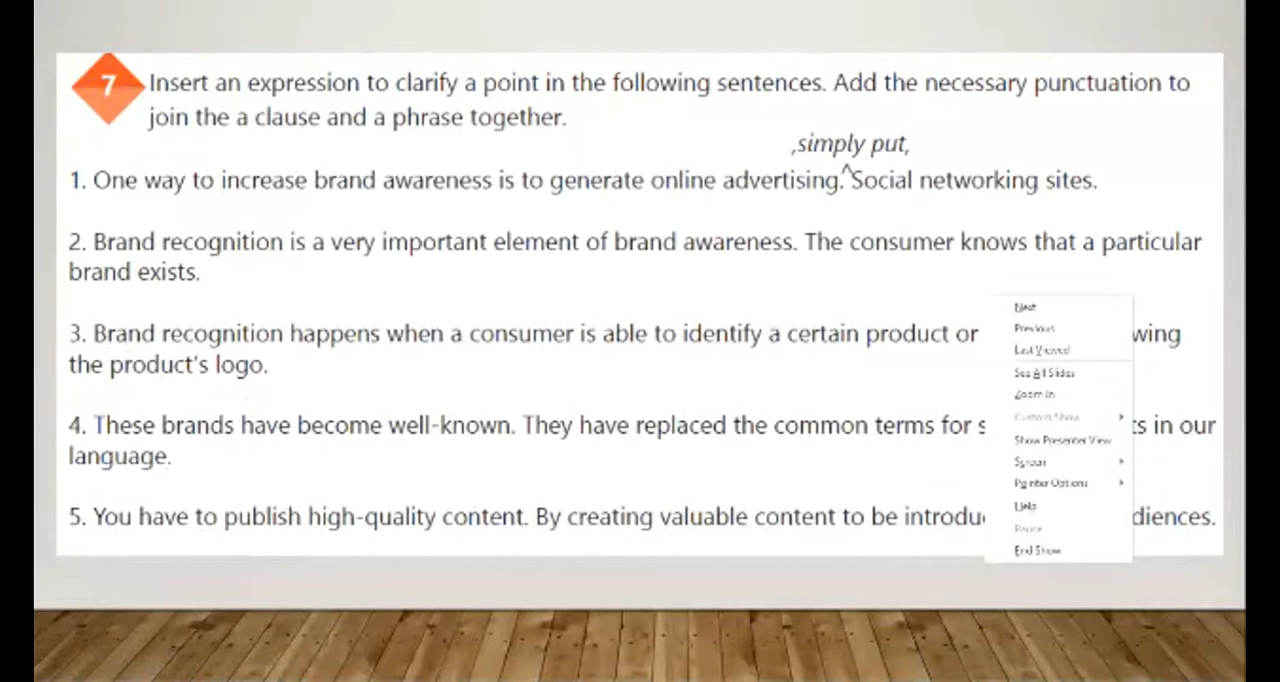 7
Insert an expression to clarify a point in the following sentences. Add the necessary punctuation to
join the a clause and a phrase together.
,simply put,
1. One way to increase brand awareness is to generate online advertising.^Social networking sites.
2. Brand recognition is a very important element of brand awareness. The consumer knows that a particular
brand exists.
3. Brand recognition happens when a consumer is able to identify a certain product or wing
the product's logo.
4. These brands have become well-known. They have replaced the common terms for s ts in our
language.
5. You have to publish high-quality content. By creating valuable content to be introdu diences.
Next
Previous
Last Viewed
See All Slides
Zoom In
Custom Show
Show Presenter View
Screen
Pointer Options
Help
Pause
End Show